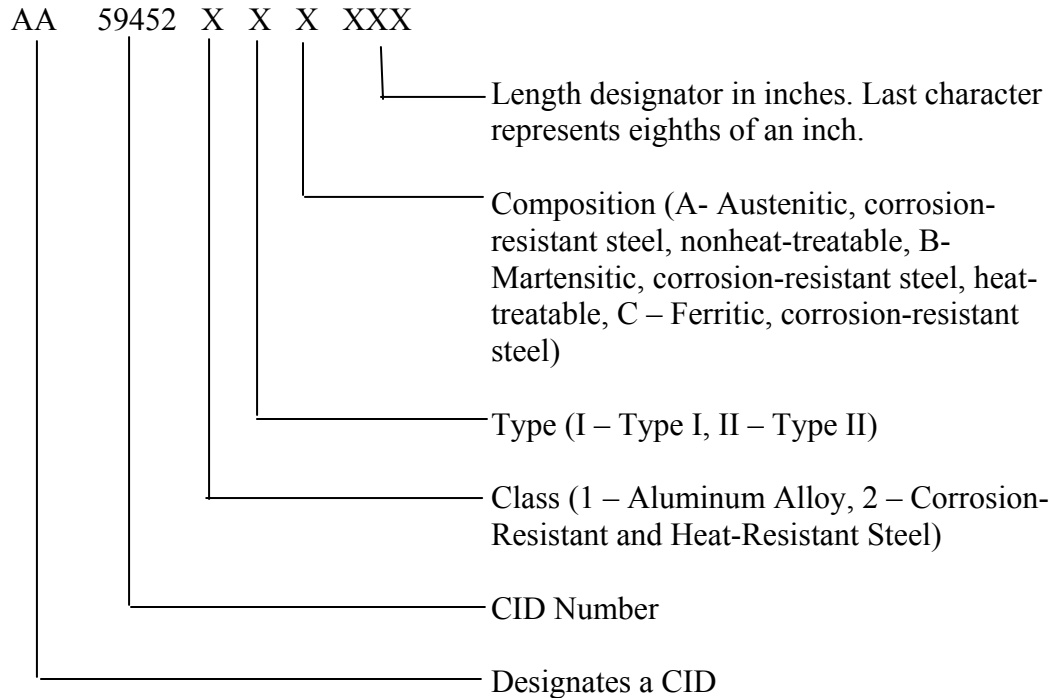 AA 59452 X X X XXX
Length designator in inches. Last character
represents eighths of an inch.
Composition (A- Austenitic, corrosion-
resistant steel, nonheat-treatable, B-
Martensitic, corrosion-resistant steel, heat-
treatable, C – Ferritic, corrosion-resistant
steel)
Type (I – Type I, II – Type II)
Class (1 – Aluminum Alloy, 2 – Corrosion-
Resistant and Heat-Resistant Steel)
CID Number
Designates a CID